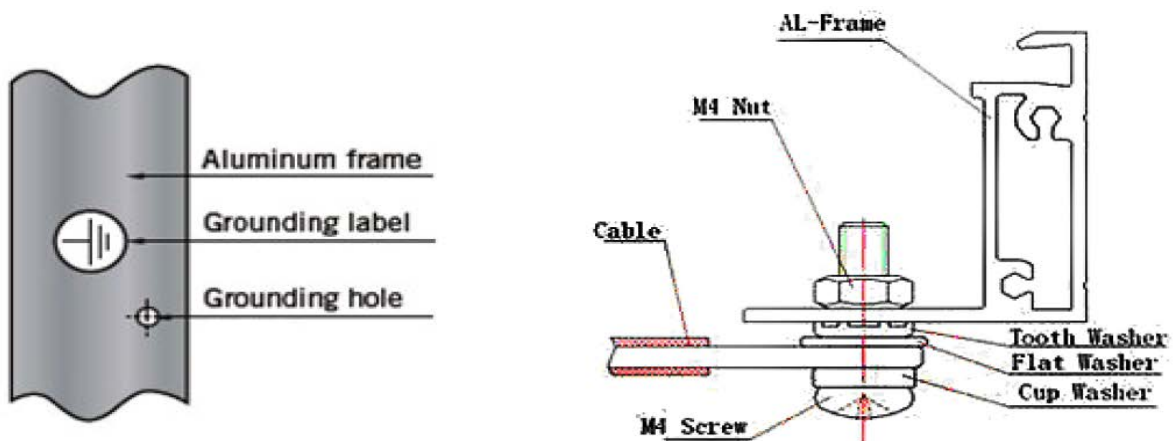 Aluminum frame
Grounding label
Grounding hole
AL-Frame
M4 Nut
Cable
Tooth Washer
Flat Washer
Cup Washer
M4 Screw